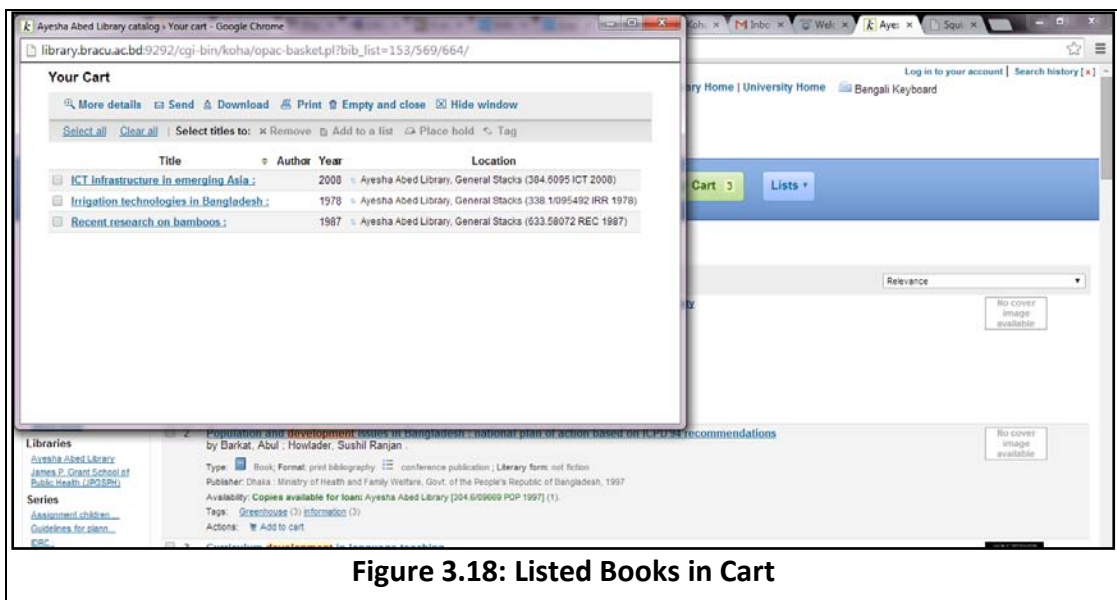 Ayesha Abed Library catalog › Your cart - Google Chrome
library.bracu.ac.bd:9292/cgi-bin/koha/opac-basket.pl?bib_list=153/569/664/
Your Cart
More details Send Download Print Empty and close Hide window
Select all Clear all | Select titles to: Remove Add to a list Place hold Tag
Title Author Year Location
ICT infrastructure in emerging Asia : 2008 Ayesha Abed Library, General Stacks (384.6095 ICT 2008)
Irrigation technologies in Bangladesh : 1978 Ayesha Abed Library, General Stacks (338.1/095492 IRR 1978)
Recent research on bamboos : 1987 Ayesha Abed Library, General Stacks (633.58072 REC 1987)
Koh: Inbc Wel Aye: Squi
Log in to your account | Search history [x]
ary Home | University Home Bengali Keyboard
Cart 3 Lists
Relevance
No cover
image
available
Libraries
Ayesha Abed Library
James P. Grant School of
Public Health (JPGSPH)
Series
Assignment children ...
Guidelines for plann...
IDRC ;
2 Population and development issues in Bangladesh : national plan of action based on ICPD'94 recommendations
by Barkat, Abul ; Howlader, Sushil Ranjan .
Type: Book; Format: print bibliography conference publication ; Literary form: not fiction
Publisher: Dhaka : Ministry of Health and Family Welfare, Govt. of the People's Republic of Bangladesh, 1997
Availability: Copies available for loan: Ayesha Abed Library [304.6/09669 POP 1997] (1).
Tags: Greenhouse (3) information (3)
Actions: Add to cart
No cover
image
available
3 Curriculum development in language teaching
Figure 3.18: Listed Books in Cart